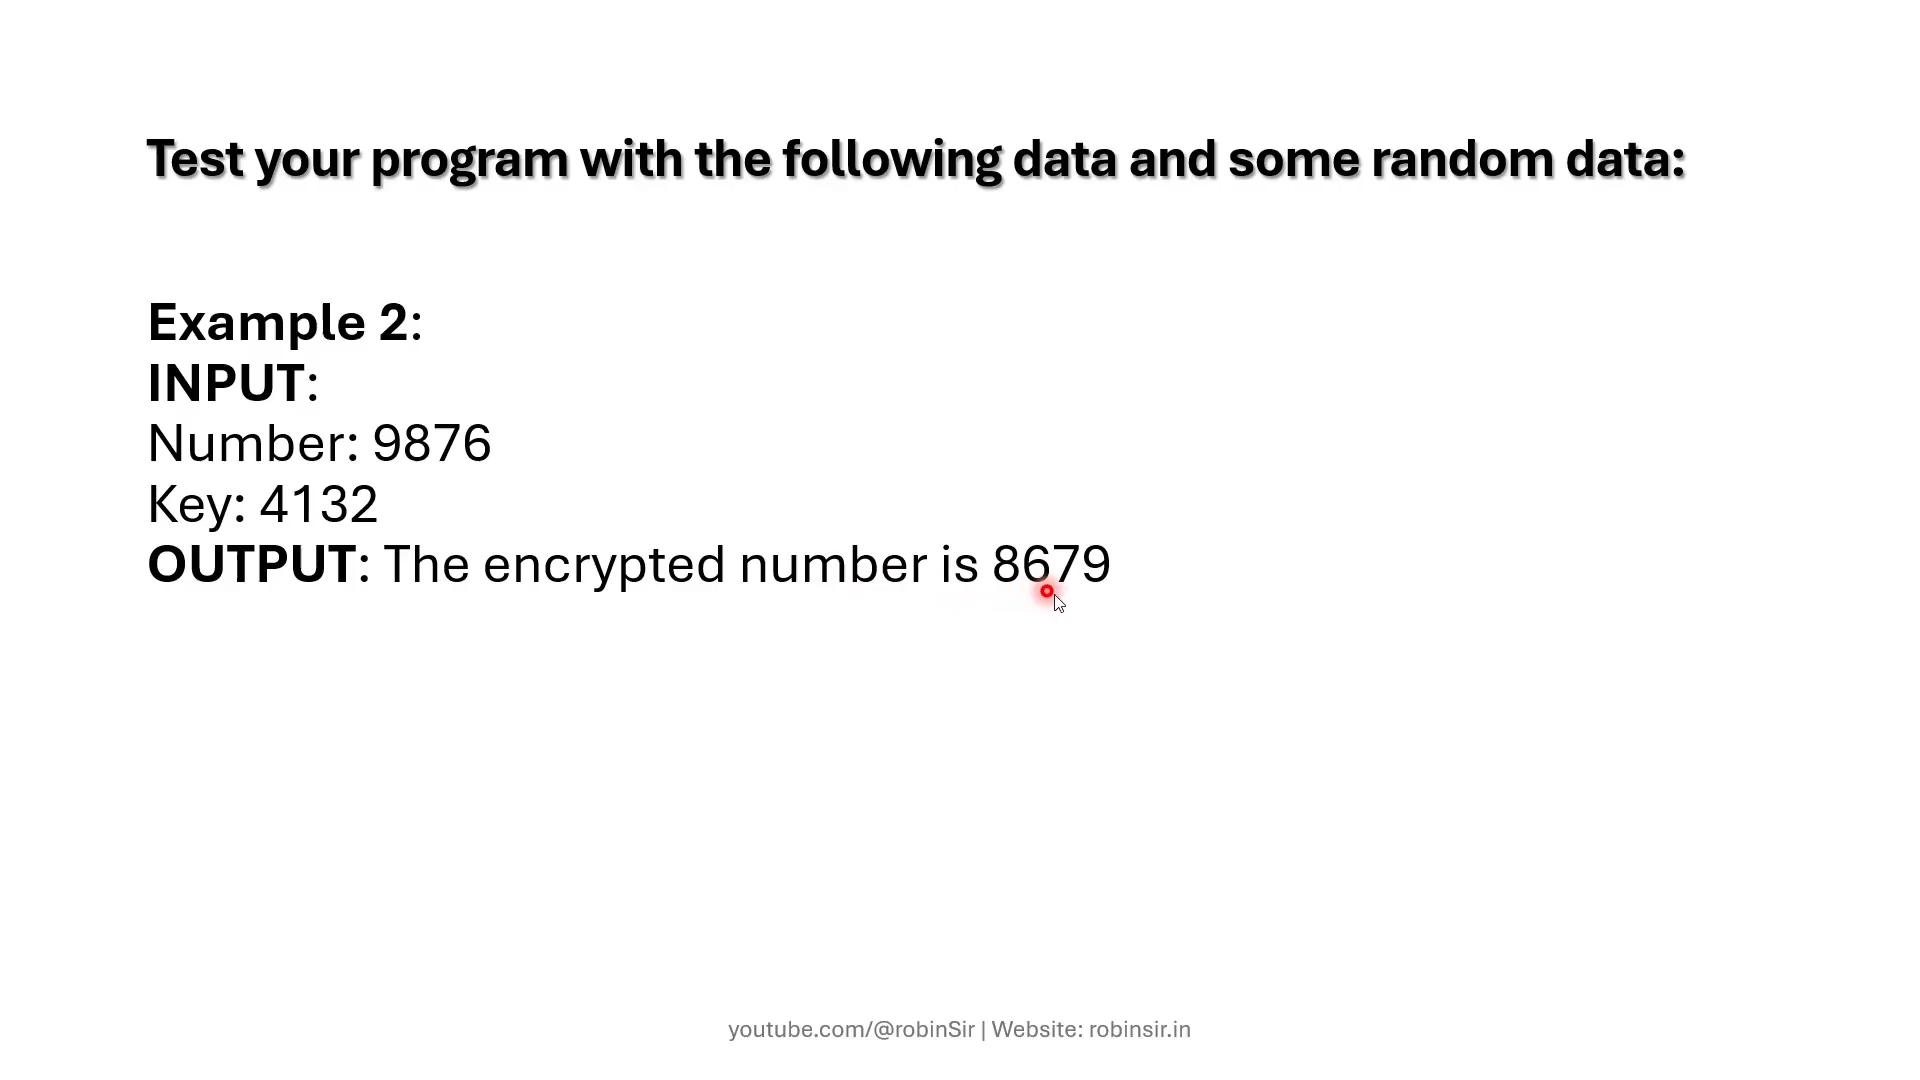 Test your program with the following data and some random data:
Example 2:
INPUT:
Number: 9876
Key: 4132
OUTPUT: The encrypted number is 8679
youtube.com/@robinSir | Website: robinsir.in